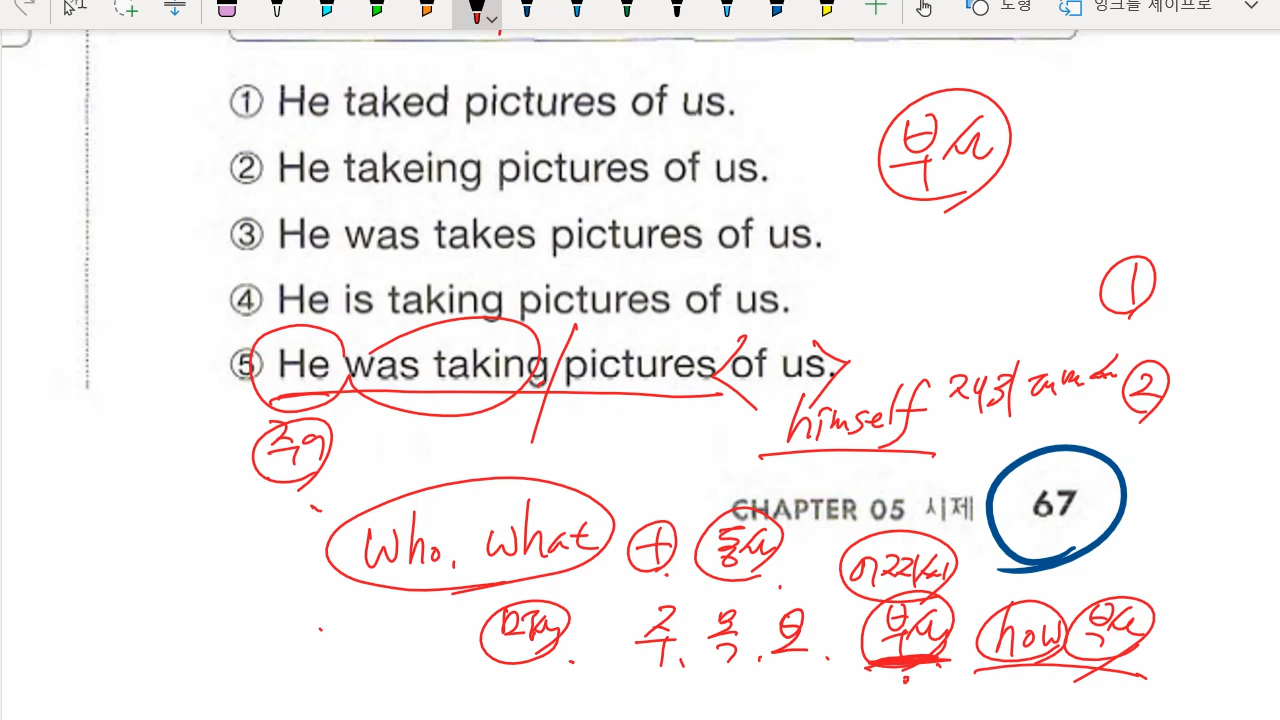 도형
잉크를 셰이프로
① He taked pictures of us.
부사
② He takeing pictures of us.
③ He was takes pictures of us.
④ He is taking pictures of us.
①
⑤ He was taking pictures of us.
himself
②
주어
CHAPTER 05 시제 67
Who, what + 동사
주. 목. 보. 부사 how 부사